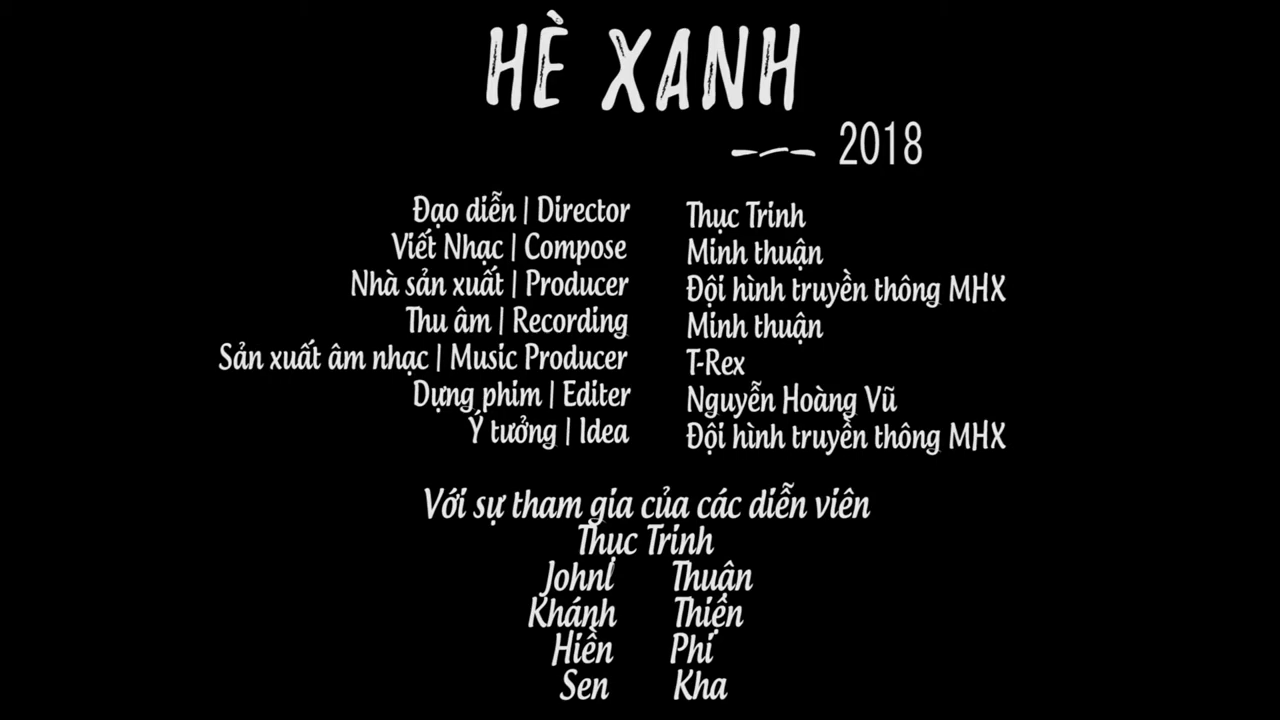 HÈ XANH
2018
Đạo diễn | Director Thục Trinh
Viết Nhạc | Compose Minh thuận
Nhà sản xuất | Producer Đội hình truyền thông MHX
Thu âm | Recording Minh thuận
Sản xuất âm nhạc | Music Producer T-Rex
Dựng phim | Editer Nguyễn Hoàng Vũ
Ý tưởng | Idea Đội hình truyền thông MHX
Với sự tham gia của các diễn viên
Thục Trinh
Johnl Thuận
Khánh Thiện
Hiền Phi
Sen Kha